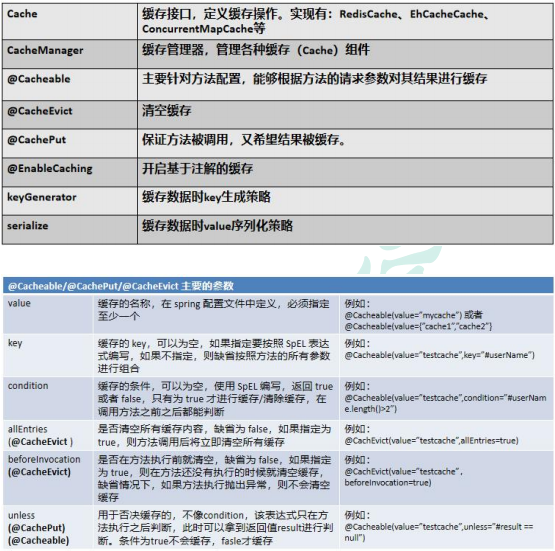 Cache 缓存接口，定义缓存操作。实现有：RedisCache、EhCacheCache、
ConcurrentMapCache等
CacheManager 缓存管理器，管理各种缓存（Cache）组件
@Cacheable 主要针对方法配置，能够根据方法的请求参数对其结果进行缓存
@CacheEvict 清空缓存
@CachePut 保证方法被调用，又希望结果被缓存。
@EnableCaching 开启基于注解的缓存
keyGenerator 缓存数据时key生成策略
serialize 缓存数据时value序列化策略
@Cacheable/@CachePut/@CacheEvict 主要的参数
value 缓存的名称，在 spring 配置文件中定义，必须指定 例如：
至少一个 @Cacheable(value=”mycache”) 或者
@Cacheable(value={”cache1”,”cache2”}
key 缓存的 key，可以为空，如果指定要按照 SpEL 表达 例如：
式编写，如果不指定，则缺省按照方法的所有参数 @Cacheable(value=”testcache”,key=”#userName”)
进行组合
condition 缓存的条件，可以为空，使用 SpEL 编写，返回 true 例如：
或者 false，只有为 true 才进行缓存/清除缓存，在 @Cacheable(value=”testcache”,condition=”#userNam
调用方法之前之后都能判断 e.length()>2”)
allEntries 是否清空所有缓存内容，缺省为 false，如果指定为 例如：
(@CacheEvict ) true，则方法调用后将立即清空所有缓存 @CachEvict(value=”testcache”,allEntries=true)
beforeInvocation 是否在方法执行前就清空，缺省为 false，如果指定 例如：
(@CacheEvict) 为 true，则在方法还没有执行的时候就清空缓存， @CachEvict(value=”testcache”，
缺省情况下，如果方法执行抛出异常，则不会清空 beforeInvocation=true)
缓存
unless 用于否决缓存的，不像condition，该表达式只在方 例如：
(@CachePut) 法执行之后判断，此时可以拿到返回值result进行判 @Cacheable(value=”testcache”,unless=”#result ==
(@Cacheable) 断。条件为true不会缓存，fasle才缓存 null”)